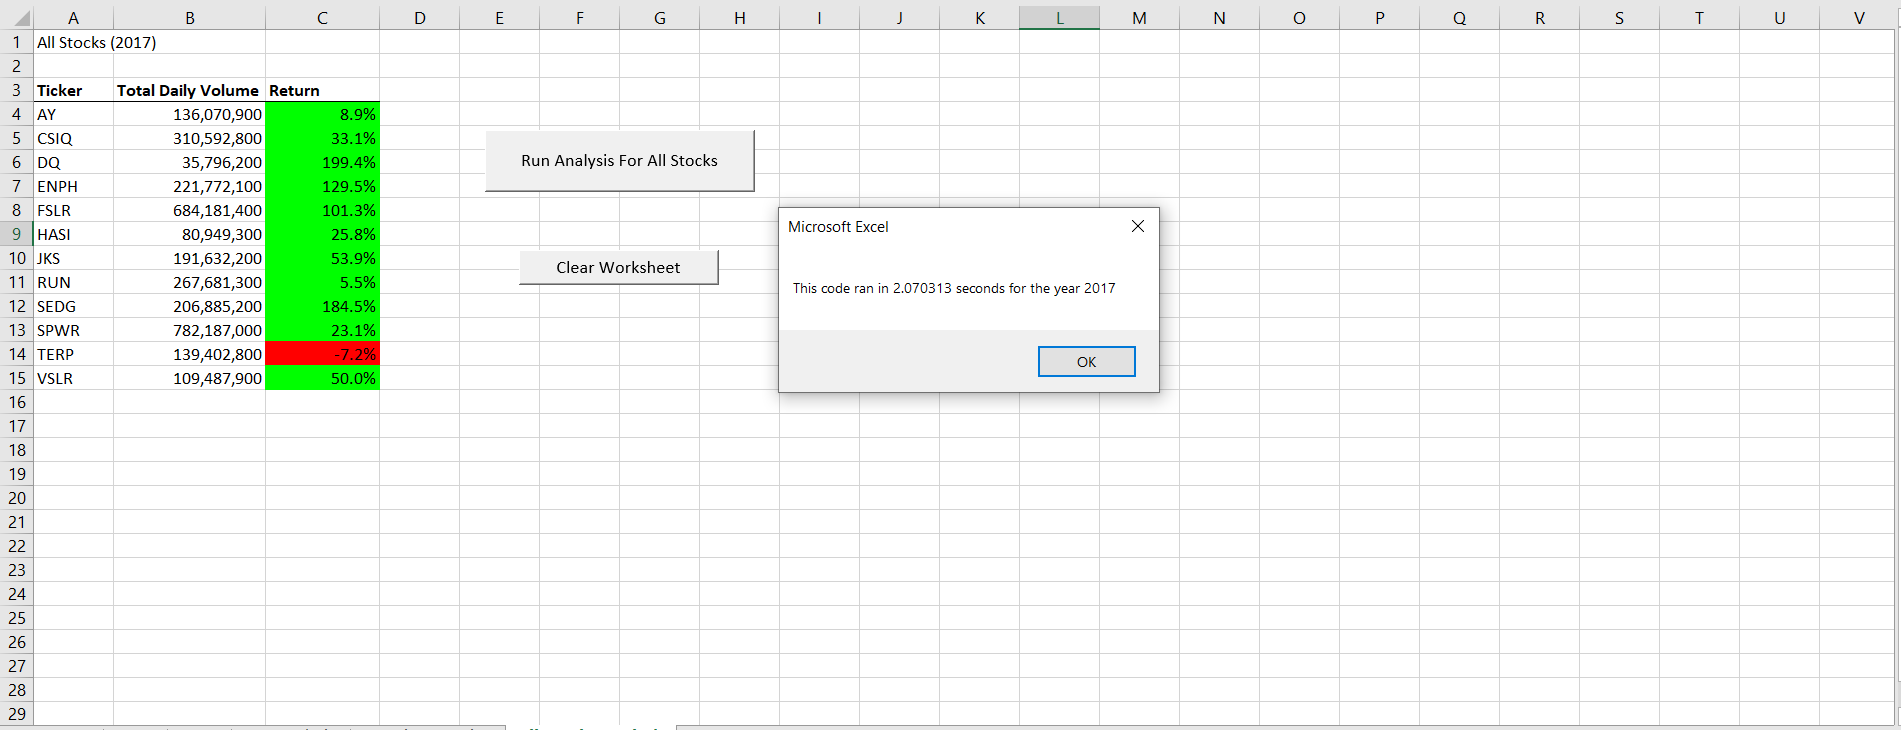 A B C D E F G H I J K L M N O P Q R S T U V
1 All Stocks (2017)
2
3 Ticker Total Daily Volume Return
4 AY 136,070,900 8.9%
5 CSIQ 310,592,800 33.1%
6 DQ 35,796,200 199.4%
7 ENPH 221,772,100 129.5%
8 FSLR 684,181,400 101.3%
9 HASI 80,949,300 25.8%
10 JKS 191,632,200 53.9%
11 RUN 267,681,300 5.5%
12 SEDG 206,885,200 184.5%
13 SPWR 782,187,000 23.1%
14 TERP 139,402,800 -7.2%
15 VSLR 109,487,900 50.0%
16
17
18
19
20
21
22
23
24
25
26
27
28
29
Run Analysis For All Stocks
Clear Worksheet
Microsoft Excel
This code ran in 2.070313 seconds for the year 2017
OK